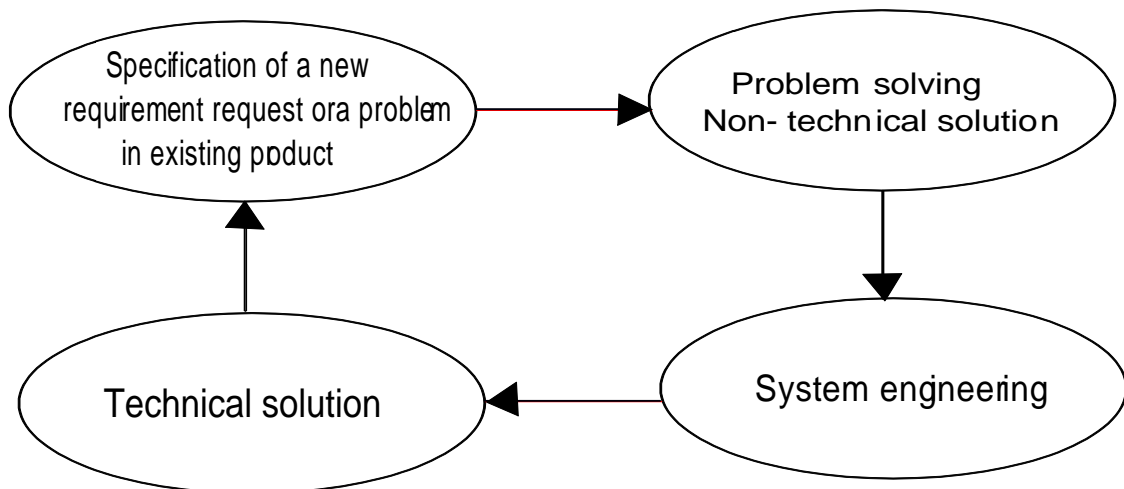 Specification of a new
requirement request ora problem
in existing product
Problem solving
Non- technical solution
System engineering
Technical solution